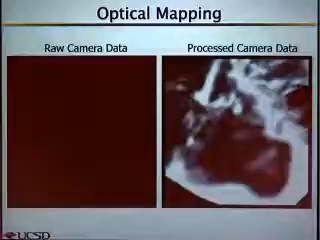 Optical Mapping
Raw Camera Data
Processed Camera Data
UCSD